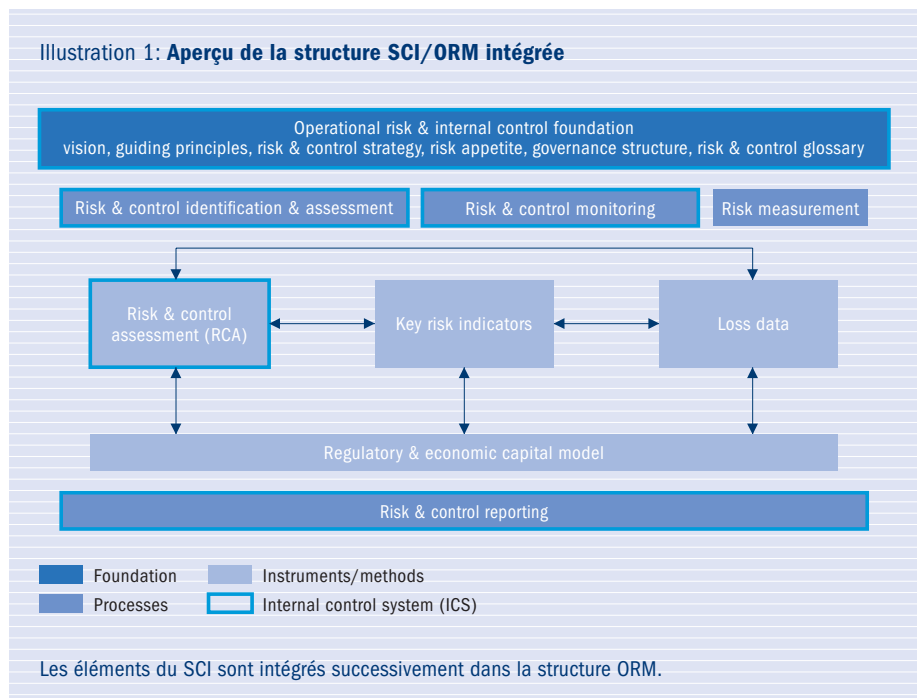 Illustration 1: Aperçu de la structure SCI/ORM intégrée
Operational risk & internal control foundation
vision, guiding principles, risk & control strategy, risk appetite, governance structure, risk & control glossary
Risk & control identification & assessment
Risk & control monitoring
Risk measurement
Risk & control
assessment (RCA)
Key risk indicators
Loss data
Regulatory & economic capital model
Risk & control reporting
Foundation
Instruments/methods
Processes
Internal control system (ICS)
Les éléments du SCI sont intégrés successivement dans la structure ORM.